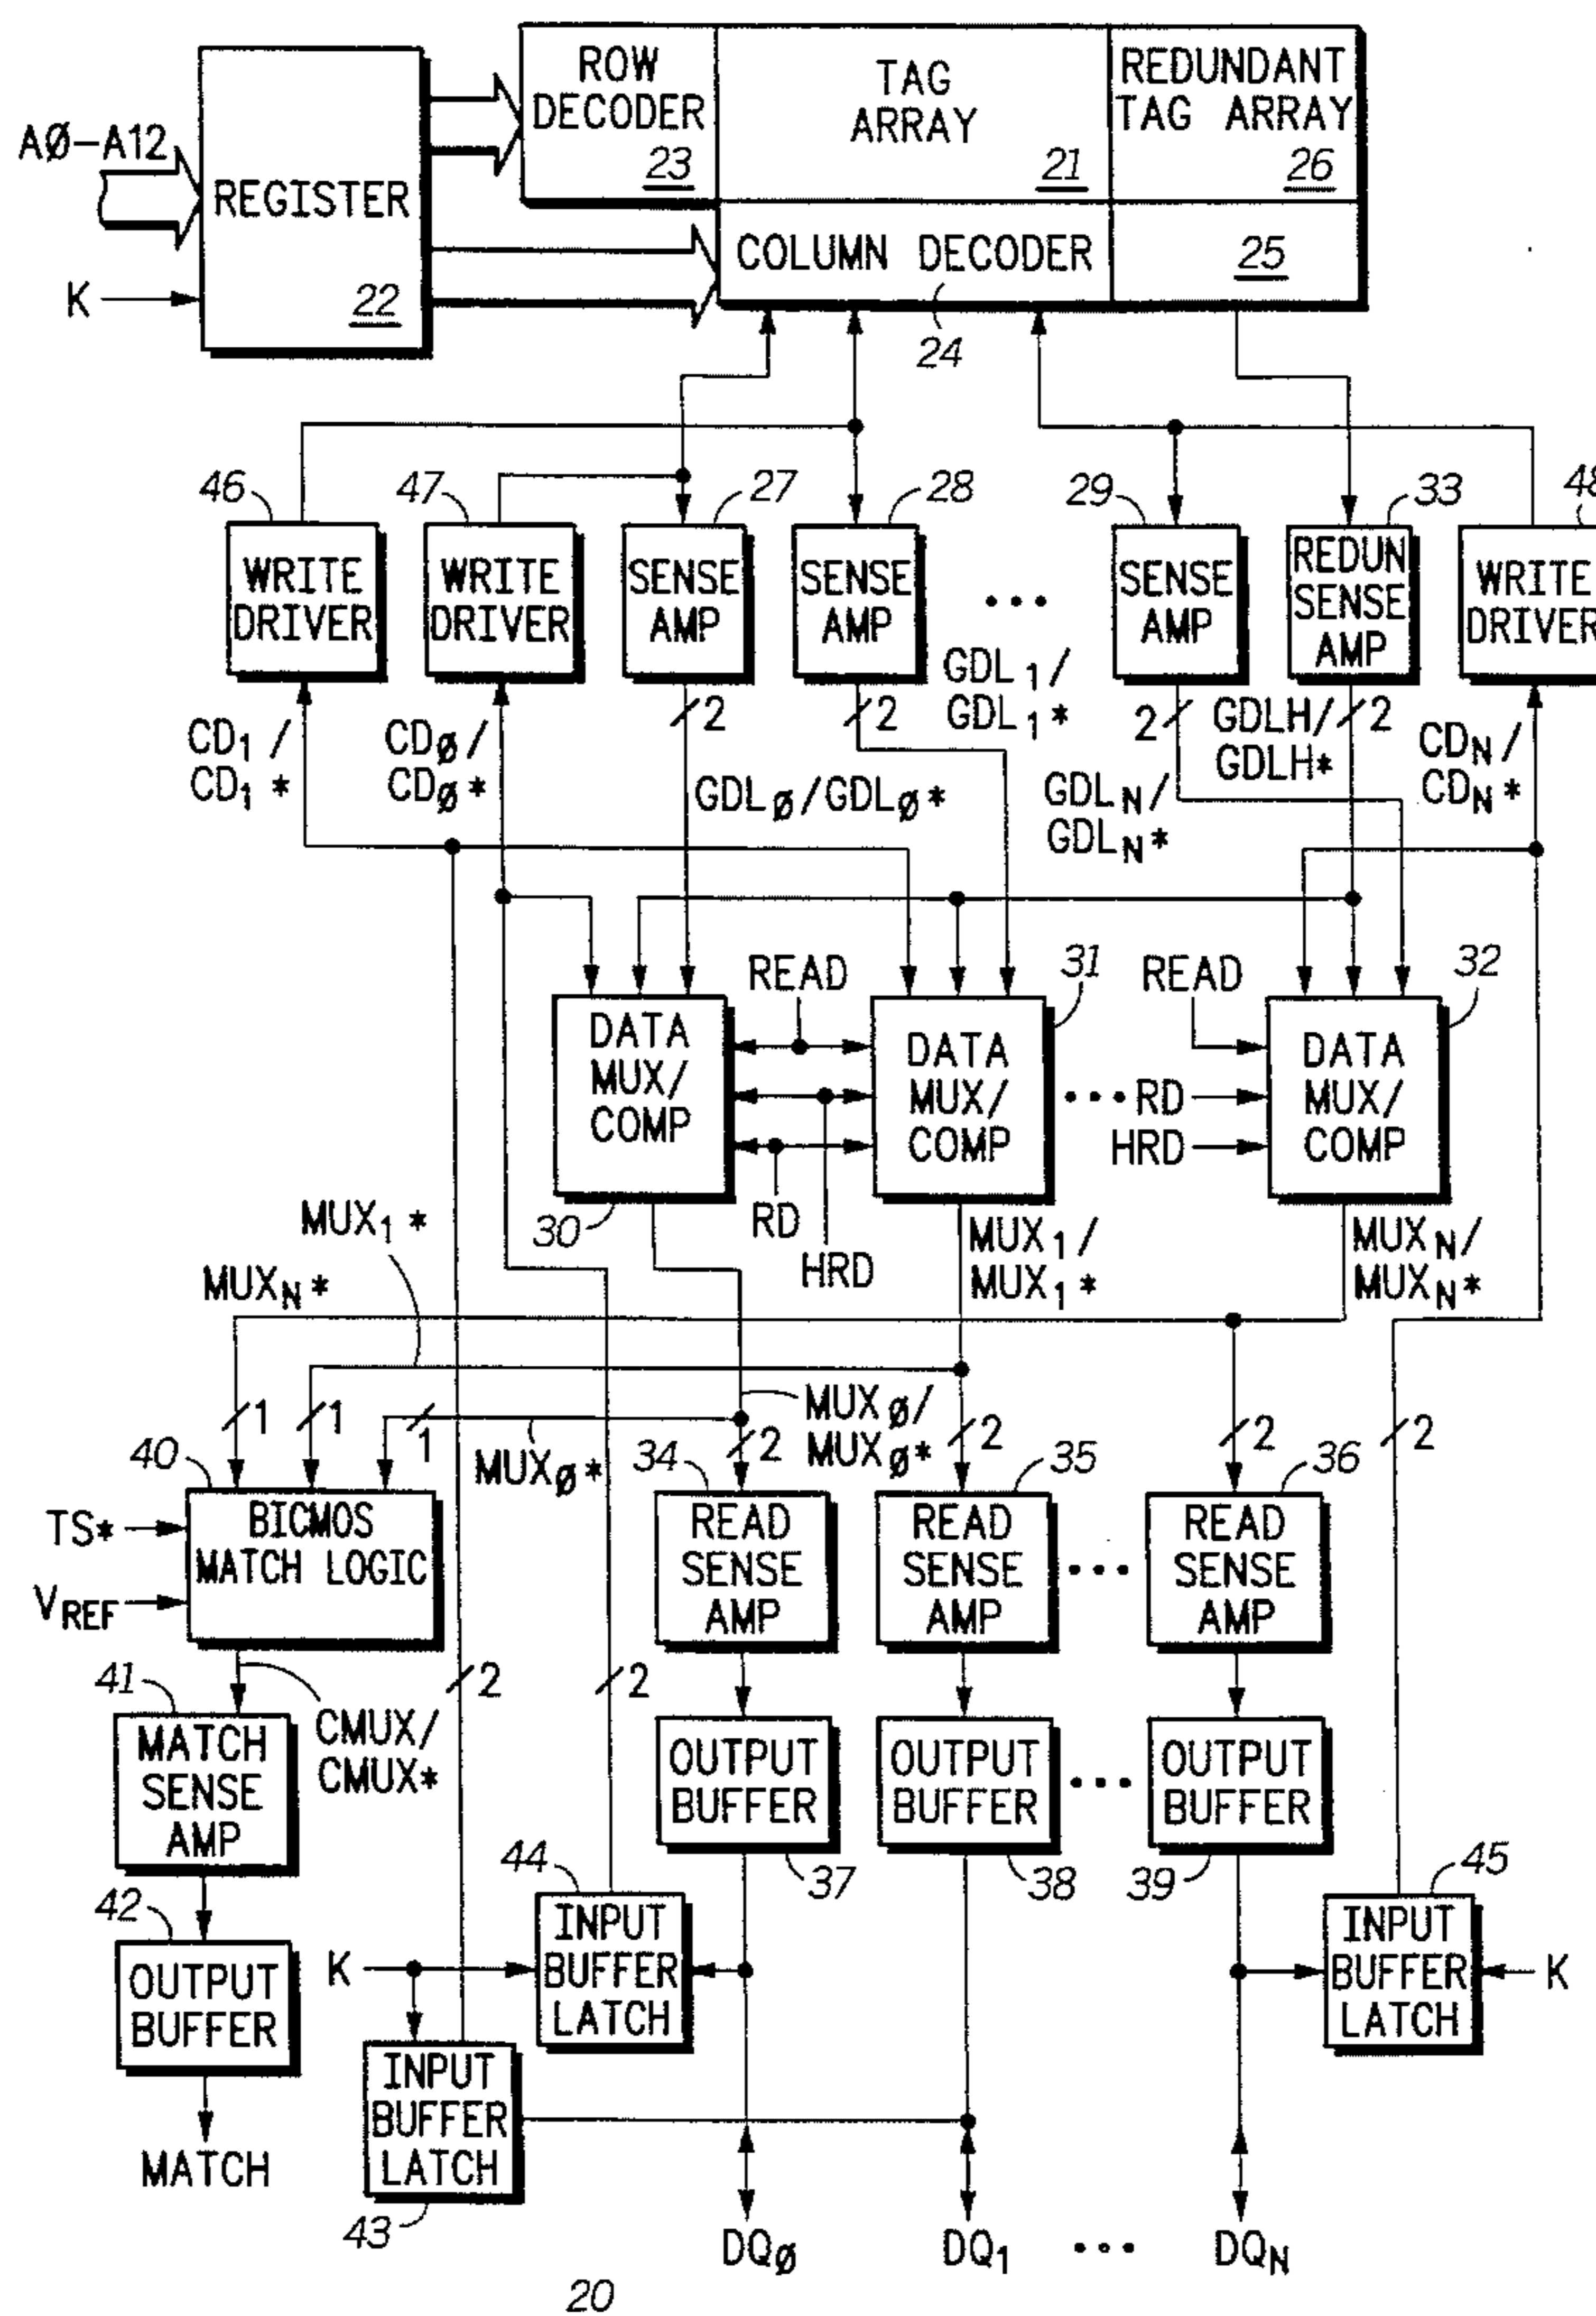 ROW
DECODER
23
TAG
ARRAY
21
REDUNDANT
TAG ARRAY
26
AØ-A12
REGISTER
K
22
COLUMN DECODER
24
25
46
47
27
28
29
33
48
WRITE
DRIVER
WRITE
DRIVER
SENSE
AMP
SENSE
AMP
...
SENSE
AMP
REDUN
SENSE
AMP
WRITE
DRIVER
CD1/
CD1*
CDØ/
CDØ*
2
GDLØ/GDLØ*
2
GDL1/
GDL1*
2
GDLN/
GDLN*
GDLH/
GDLH*
2
CDN/
CDN*
READ
31
READ
32
DATA
MUX/
COMP
DATA
MUX/
COMP
...
RD
HRD
DATA
MUX/
COMP
30
RD
HRD
MUX1*
MUXN*
MUX1/
MUX1*
MUXN/
MUXN*
1
1
1
MUXØ*
MUXØ/
MUXØ*
2
2
2
2
40
34
35
36
TS*
VREF
BICMOS
MATCH LOGIC
READ
SENSE
AMP
READ
SENSE
AMP
...
READ
SENSE
AMP
41
CMUX/
CMUX*
2
2
MATCH
SENSE
AMP
OUTPUT
BUFFER
37
OUTPUT
BUFFER
38
...
OUTPUT
BUFFER
39
42
OUTPUT
BUFFER
MATCH
44
K
INPUT
BUFFER
LATCH
45
INPUT
BUFFER
LATCH
K
INPUT
BUFFER
LATCH
43
DQØ
DQ1
...
DQN
20